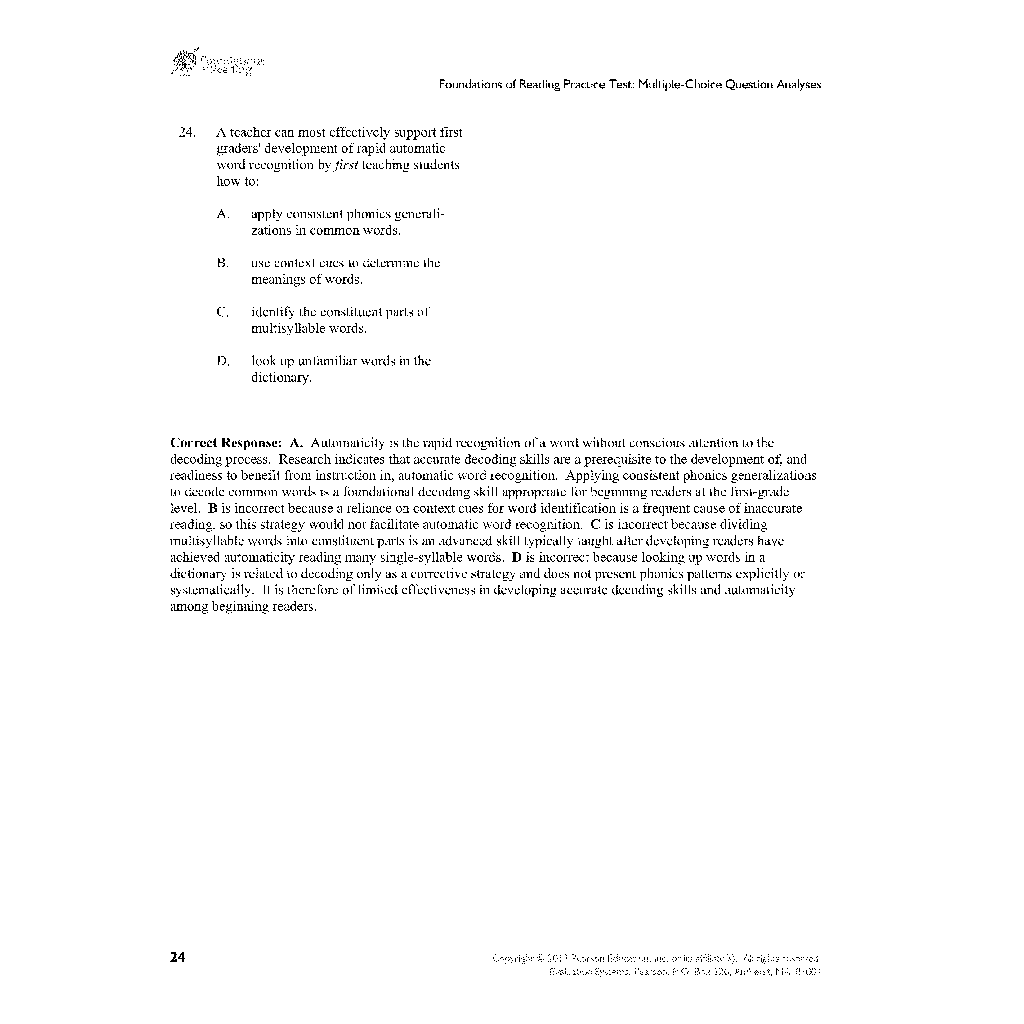 Foundations of Reading Practice Test: Multiple-Choice Question Analyses
24. A teacher can most effectively support first
graders' development of rapid automatic
word recognition by first teaching students
how to:
A. apply consistent phonics generali-
zations in common words.
B. use context cues to determine the
meanings of words.
C. identify the constituent parts of
multisyllable words.
D. look up unfamiliar words in the
dictionary.
Correct Response: A. Automaticity is the rapid recognition of a word without conscious attention to the
decoding process. Research indicates that accurate decoding skills are a prerequisite to the development of, and
readiness to benefit from instruction in, automatic word recognition. Applying consistent phonics generalizations
to decode common words is a foundational decoding skill appropriate for beginning readers at the first-grade
level. B is incorrect because a reliance on context cues for word identification is a frequent cause of inaccurate
reading, so this strategy would not facilitate automatic word recognition. C is incorrect because dividing
multisyllable words into constituent parts is an advanced skill typically taught after developing readers have
achieved automaticity reading many single-syllable words. D is incorrect because looking up words in a
dictionary is related to decoding only as a corrective strategy and does not present phonics patterns explicitly or
systematically. It is therefore of limited effectiveness in developing accurate decoding skills and automaticity
among beginning readers.
24
Copyright © Pearson Education, Inc. or its affiliate(s). All rights reserved.
Evaluation Systems, Pearson, P.O. Box 226, Amherst, MA